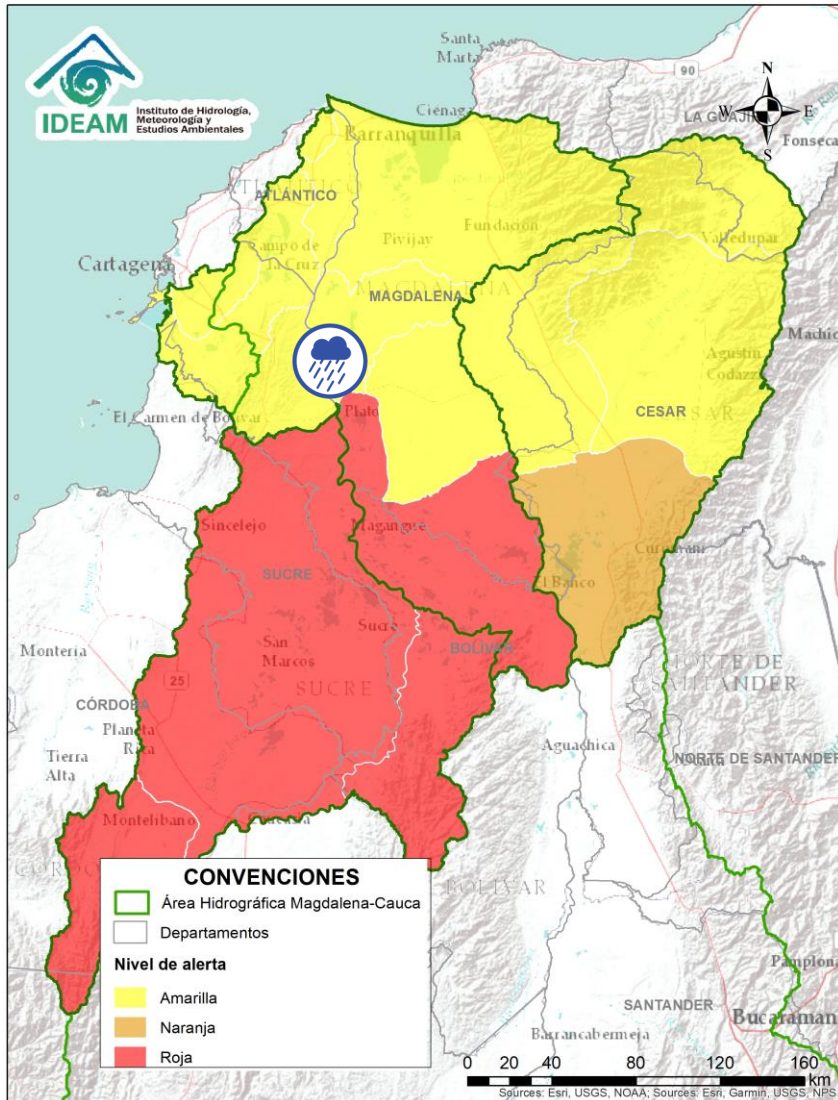 IDEAM
Instituto de Hidrología,
Meteorología y
Estudios Ambientales
Santa
Marta
90
N
W
E
S
Ciénaga
LA GUAJI
Fonseca
Barranquilla
ATLÁNTICO
Fundación
Valledupar
Pivijay
Campo de
la Cruz
Cartagena
MAGDALENA
Agustín
Codazzi
El Carmen de Bolívar
Plato
CESAR
Sincelejo
Magangué
Curumaní
El Banco
SUCRE
Sucre
San
Marcos
BOLÍVAR
SUCRE
Montería
25
NORTE DE
SANTANDER
CÓRDOBA
Planeta
Rica
Tierra
Alta
Aguachica
NORTE DE SANTANDER
Montelíbano
BOLÍVAR
CONVENCIONES
Área Hidrográfica Magdalena-Cauca
Departamentos
Nivel de alerta
Amarilla
Naranja
Roja
Pamplona
SANTANDER
Bucaraman
Barrancabermeja
0 20 40 80 120 160
km
Sources: Esri, USGS, NOAA; Sources: Esri, Garmin, USGS, NPS